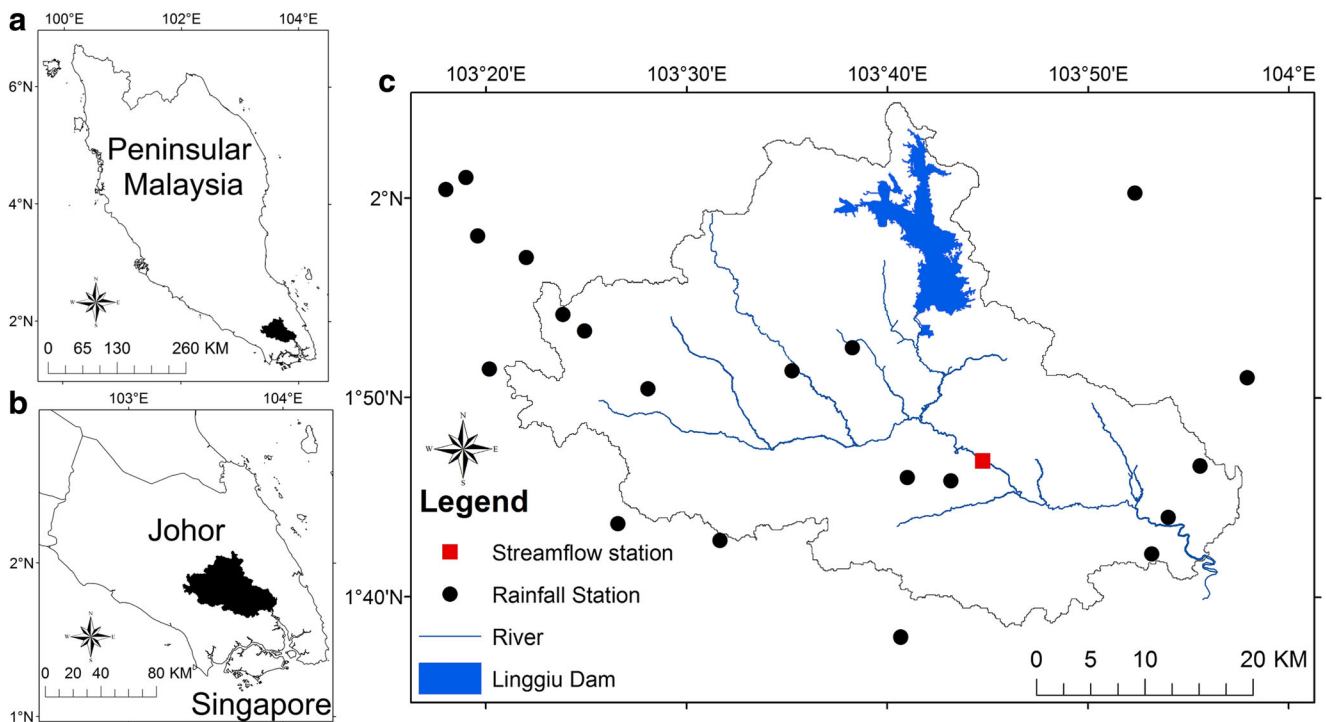 a
100°E 102°E 104°E
6°N
4°N
2°N
Peninsular
Malaysia
N
W E
S
0 65 130 260 KM
b
103°E 104°E
2°N
1°N
Johor
N
W E
S
0 20 40 80 KM
Singapore
c
103°20'E 103°30'E 103°40'E 103°50'E 104°E
2°N
1°50'N
1°40'N
N
W E
S
Legend
Streamflow station
Rainfall Station
River
Linggiu Dam
0 5 10 20 KM